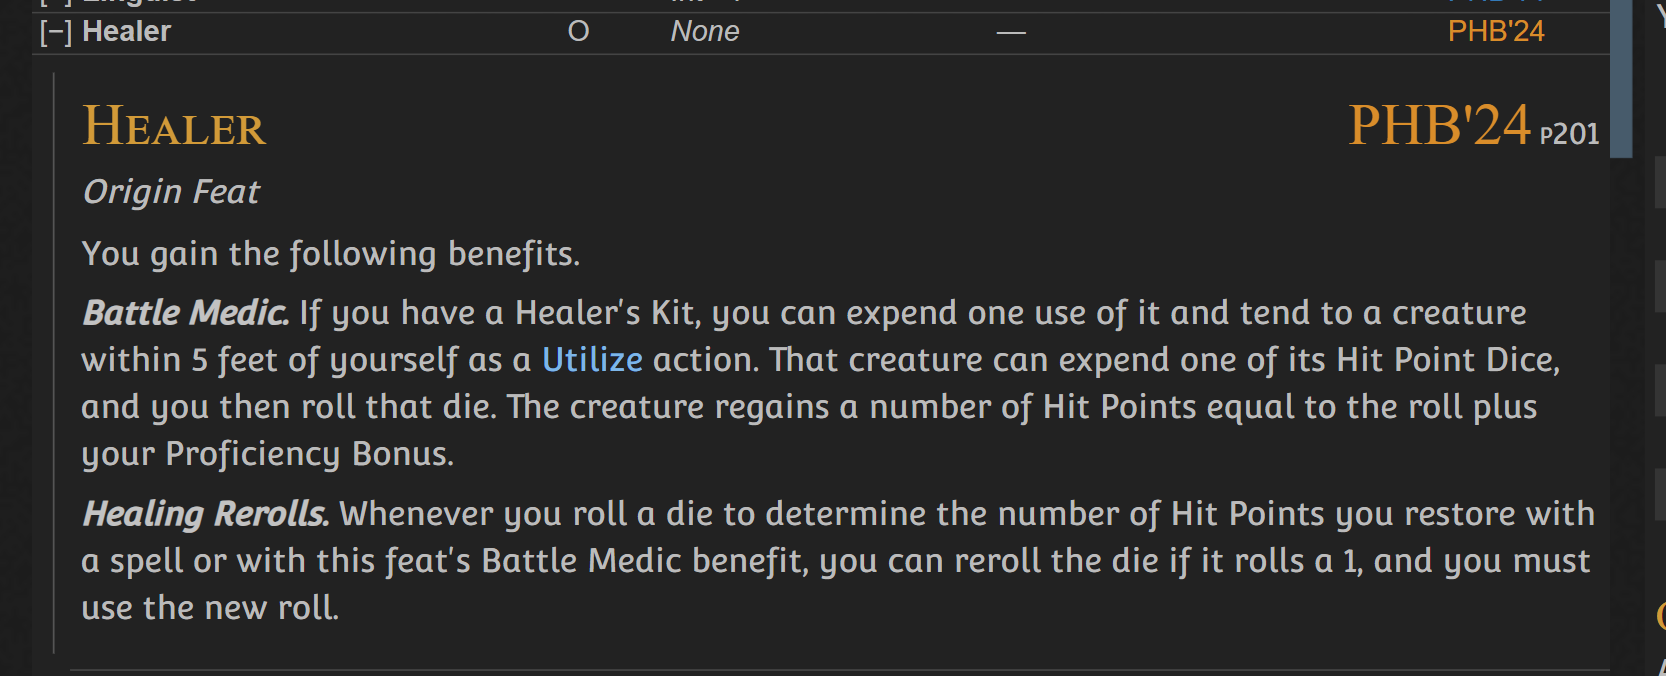 [−] Healer O None — PHB'24
HEALER PHB'24 P201
Origin Feat
You gain the following benefits.
Battle Medic. If you have a Healer's Kit, you can expend one use of it and tend to a creature
within 5 feet of yourself as a Utilize action. That creature can expend one of its Hit Point Dice,
and you then roll that die. The creature regains a number of Hit Points equal to the roll plus
your Proficiency Bonus.
Healing Rerolls. Whenever you roll a die to determine the number of Hit Points you restore with
a spell or with this feat's Battle Medic benefit, you can reroll the die if it rolls a 1, and you must
use the new roll.